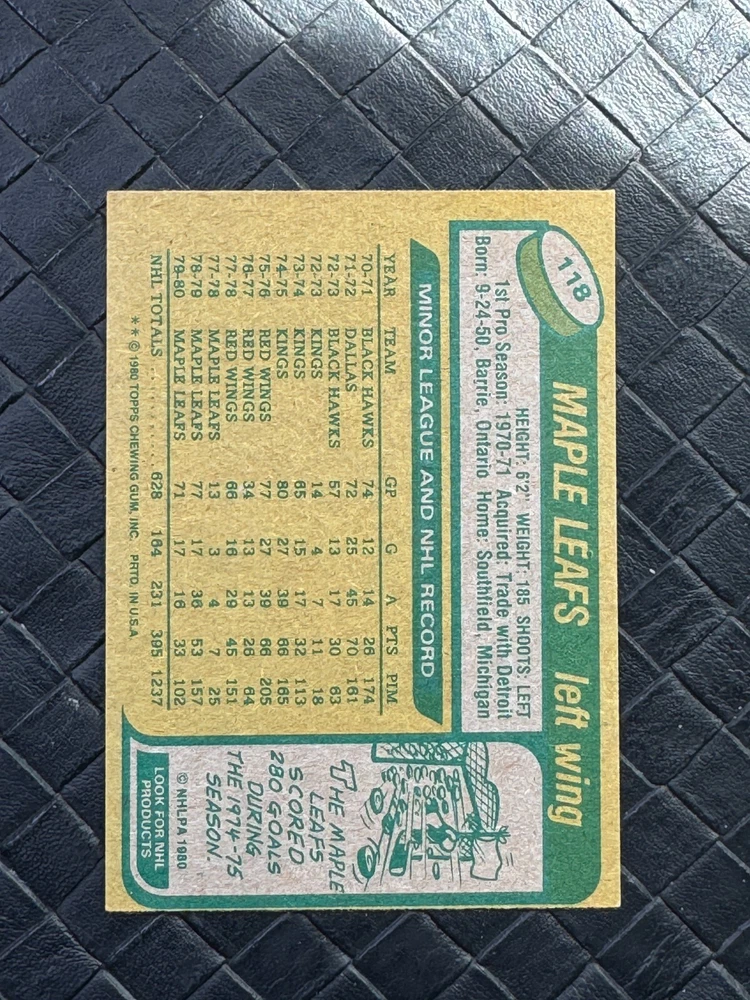 118
MAPLE LEAFS left wing
HEIGHT: 6'2" WEIGHT: 185 SHOOTS: LEFT
1st Pro Season: 1970-71 Acquired: Trade with Detroit
Born: 9-24-50, Barrie, Ontario Home: Southfield, Michigan
MINOR LEAGUE AND NHL RECORD
YEAR TEAM GP G A PTS PIM
70-71 BLACK HAWKS 74 12 14 26 174
71-72 DALLAS 72 25 45 70 161
72-73 BLACK HAWKS 57 13 17 30 63
72-73 KINGS 14 4 7 11 18
73-74 KINGS 65 15 17 32 113
74-75 KINGS 80 27 39 66 165
75-76 RED WINGS 77 27 39 66 205
76-77 RED WINGS 34 13 13 26 64
77-78 RED WINGS 66 16 29 45 151
77-78 MAPLE LEAFS 13 3 4 7 25
78-79 MAPLE LEAFS 77 17 36 53 157
79-80 MAPLE LEAFS 71 17 16 33 102
NHL TOTALS ........... 628 164 231 395 1237
** © 1980 TOPPS CHEWING GUM, INC. PRTD. IN U.S.A.
THE MAPLE
LEAFS
SCORED
280 GOALS
DURING
THE 1974-75
SEASON.
© NHLPA 1980
LOOK FOR NHL
PRODUCTS